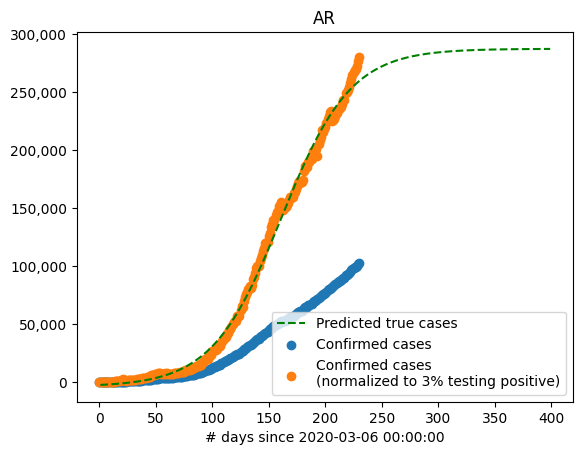 AR
300,000
250,000
200,000
150,000
100,000
50,000
0
Predicted true cases
Confirmed cases
Confirmed cases
(normalized to 3% testing positive)
0 50 100 150 200 250 300 350 400
# days since 2020-03-06 00:00:00